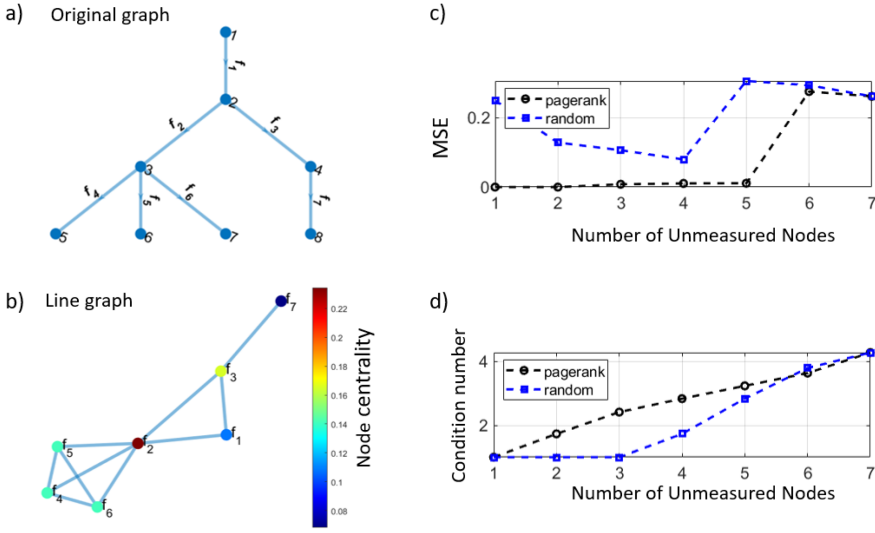 a)
Original graph
1
f1
2
f2
f3
3
4
f4
f5
f6
f7
5
6
7
8
b)
Line graph
f7
f3
f1
f2
f5
f4
f6
0.22
0.2
0.18
0.16
0.14
0.12
0.1
0.08
Node centrality
c)
MSE
0.2
0
pagerank
random
1
2
3
4
5
6
7
Number of Unmeasured Nodes
d)
Condition number
4
2
pagerank
random
1
2
3
4
5
6
7
Number of Unmeasured Nodes